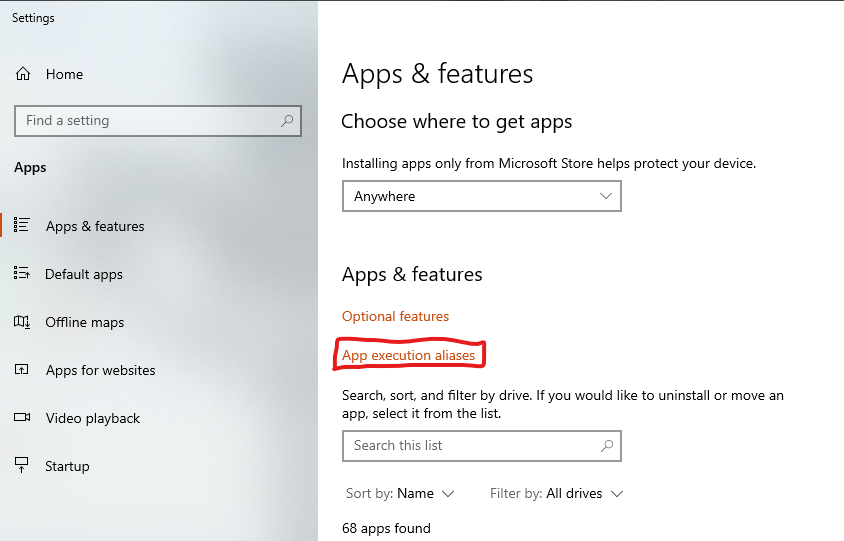 Settings
Home
Find a setting
Apps
Apps & features
Default apps
Offline maps
Apps for websites
Video playback
Startup
Apps & features
Choose where to get apps
Installing apps only from Microsoft Store helps protect your device.
Anywhere
Apps & features
Optional features
App execution aliases
Search, sort, and filter by drive. If you would like to uninstall or move an
app, select it from the list.
Search this list
Sort by: Name Filter by: All drives
68 apps found